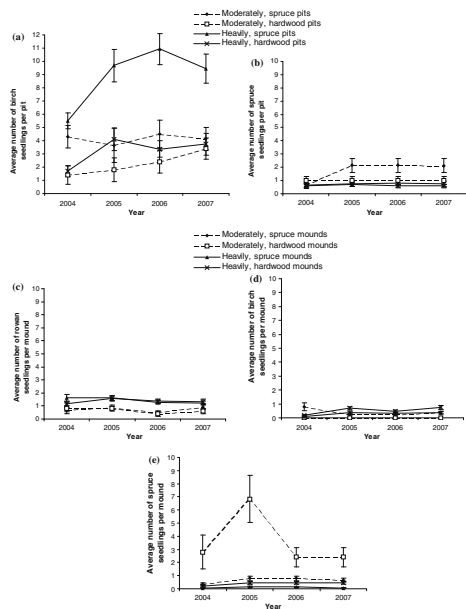 Moderately, spruce pits
Moderately, hardwood pits
Heavily, spruce pits
Heavily, hardwood pits
(a)
Average number of birch
seedlings per pit
12
11
10
9
8
7
6
5
4
3
2
1
0
2004 2005 2006 2007
Year
(b)
Average number of spruce
seedlings per pit
10
9
8
7
6
5
4
3
2
1
0
2004 2005 2006 2007
Year
Moderately, spruce mounds
Moderately, hardwood mounds
Heavily, spruce mounds
Heavily, hardwood mounds
(c)
Average number of rowan
seedlings per mound
10
9
8
7
6
5
4
3
2
1
0
2004 2005 2006 2007
Year
(d)
Average number of birch
seedlings per mound
10
9
8
7
6
5
4
3
2
1
0
2004 2005 2006 2007
Year
(e)
Average number of spruce
seedlings per mound
10
9
8
7
6
5
4
3
2
1
0
2004 2005 2006 2007
Year